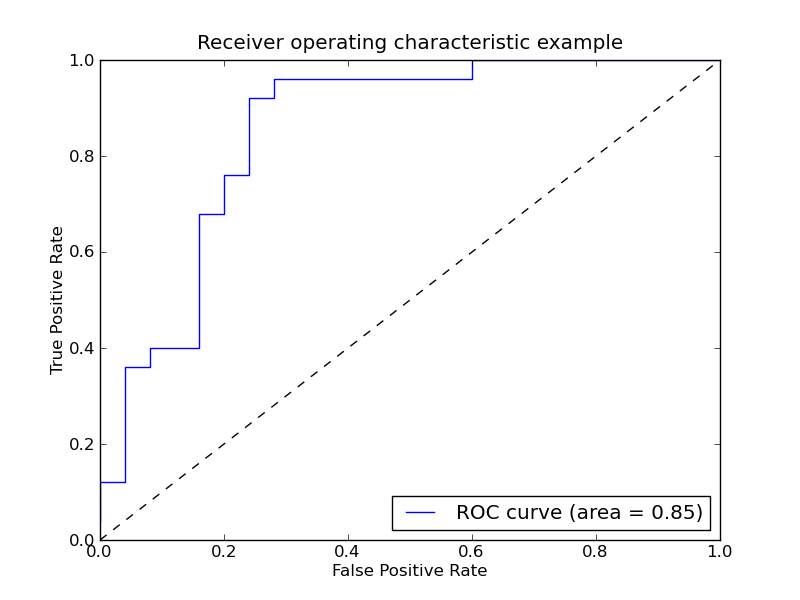 Receiver operating characteristic example
True Positive Rate
1.0
0.8
0.6
0.4
0.2
0.0
ROC curve (area = 0.85)
0.0 0.2 0.4 0.6 0.8 1.0
False Positive Rate